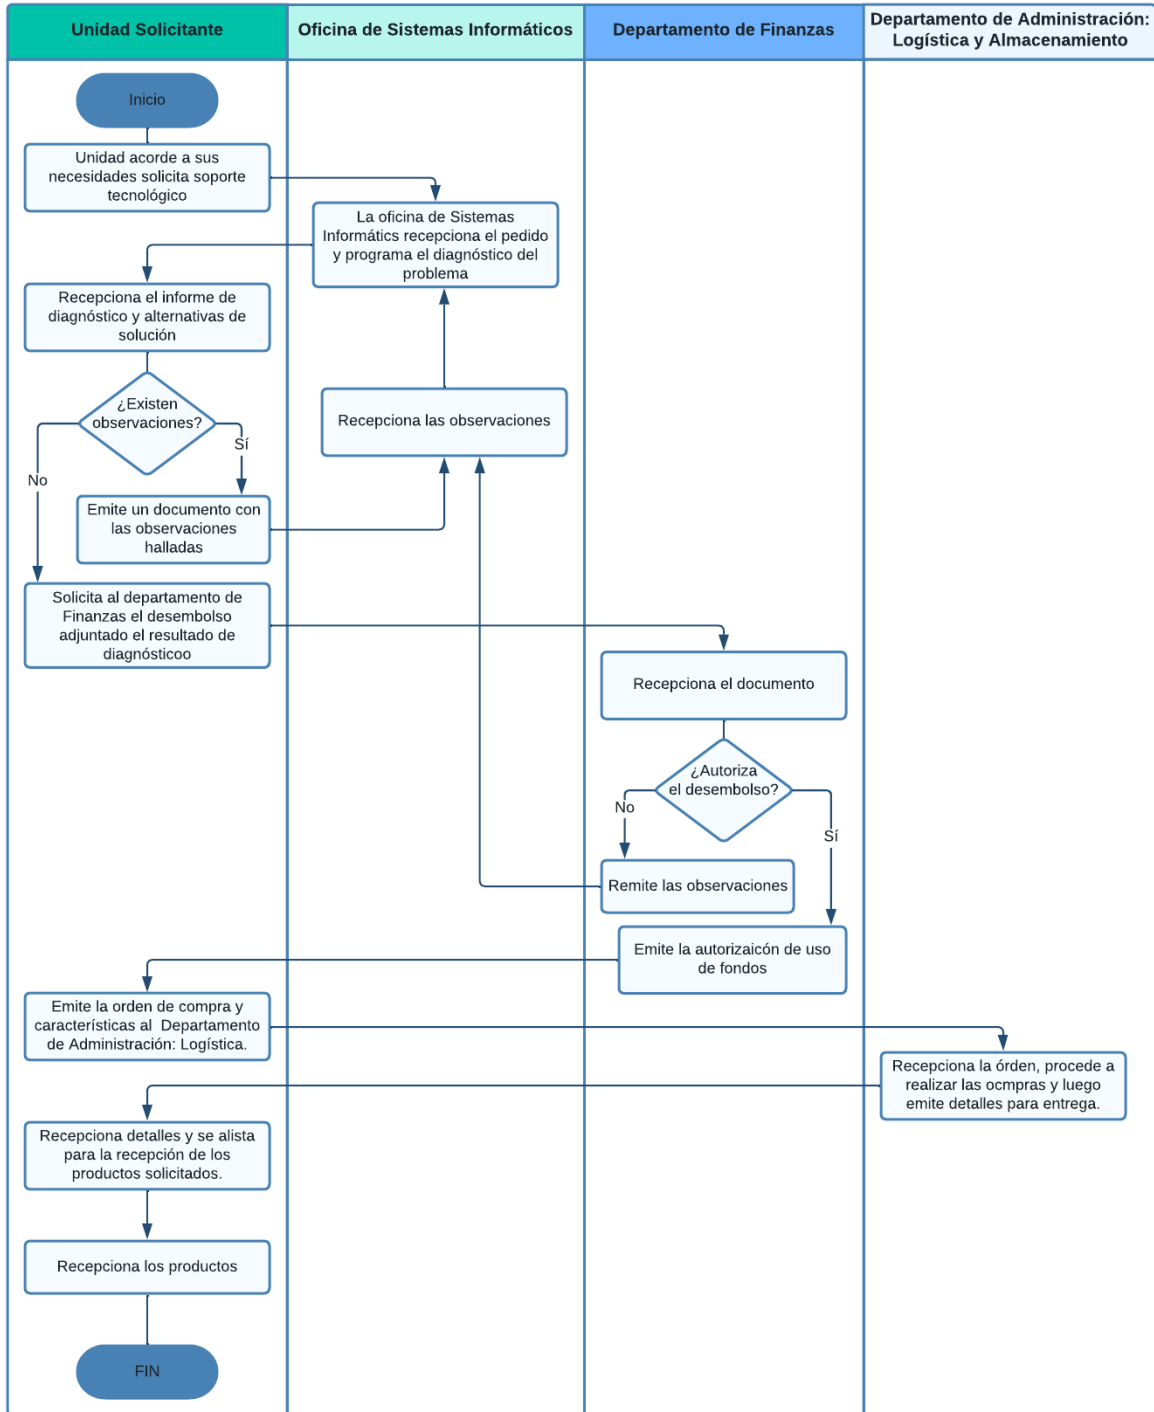 Unidad Solicitante
Oficina de Sistemas Informáticos
Departamento de Finanzas
Departamento de Administración:
Logística y Almacenamiento
Inicio
Unidad acorde a sus
necesidades solicita soporte
tecnológico
La oficina de Sistemas
Informátics recepciona el pedido
y programa el diagnóstico del
problema
Recepciona el informe de
diagnóstico y alternativas de
solución
¿Existen
observaciones?
Sí
No
Recepciona las observaciones
Emite un documento con
las observaciones
halladas
Solicita al departamento de
Finanzas el desembolso
adjuntado el resultado de
diagnósticoo
Recepciona el documento
¿Autoriza
el desembolso?
No
Sí
Remite las observaciones
Emite la autorizaicón de uso
de fondos
Emite la orden de compra y
características al  Departamento
de Administración: Logística.
Recepciona la órden, procede a
realizar las ocmpras y luego
emite detalles para entrega.
Recepciona detalles y se alista
para la recepción de los
productos solicitados.
Recepciona los productos
FIN